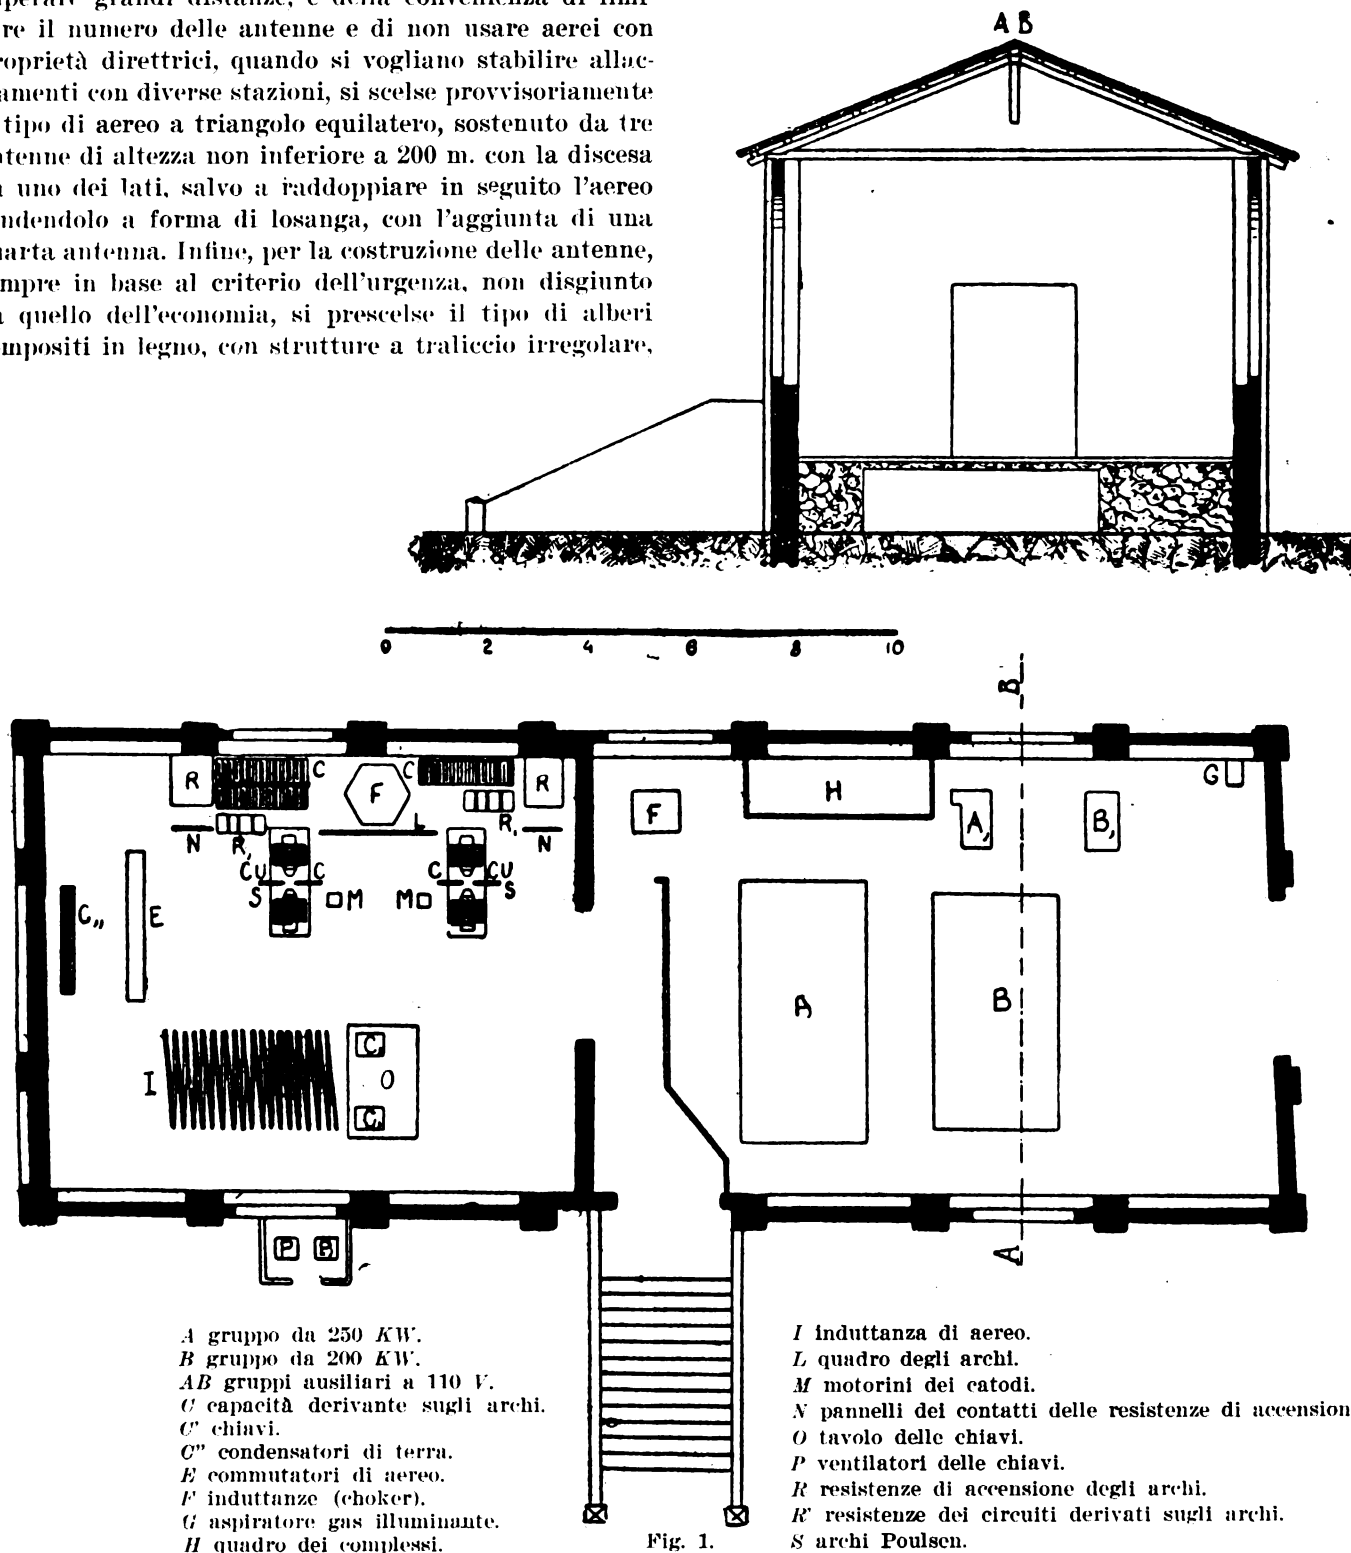 grandi distanze, e della convenienza di limi-
re il numero delle antenne e di non usare aerei con
roprietà direttrici, quando si vogliano stabilire allac-
amenti con diverse stazioni, si scelse provvisoriamente
tipo di aereo a triangolo equilatero, sostenuto da tre
ntenne di altezza non inferiore a 200 m. con la discesa
uno dei lati, salvo a raddoppiare in seguito l'aereo
ndendolo a forma di losanga, con l'aggiunta di una
uarta antenna. Infine, per la costruzione delle antenne,
mpre in base al criterio dell'urgenza, non disgiunto
quello dell'economia, si prescelse il tipo di alberi
mpositi in legno, con strutture a traliccio irregolare,
A B
0 2 4 6 8 10
B
R C F C R F H A, B, G
N R, L R, N
CU C C CU
S M M S
C,, E
A B
I C, O
C,
A
P P
A gruppo da 250 KW.
B gruppo da 200 KW.
AB gruppi ausiliari a 110 V.
C capacità derivante sugli archi.
C' chiavi.
C" condensatori di terra.
E commutatori di aereo.
F induttanze (choker).
G aspiratore gas illuminante.
H quadro dei complessi.
I induttanza di aereo.
L quadro degli archi.
M motorini dei catodi.
N pannelli dei contatti delle resistenze di accension
O tavolo delle chiavi.
P ventilatori delle chiavi.
R resistenze di accensione degli archi.
R' resistenze dei circuiti derivati sugli archi.
S archi Poulsen.
Fig. 1.